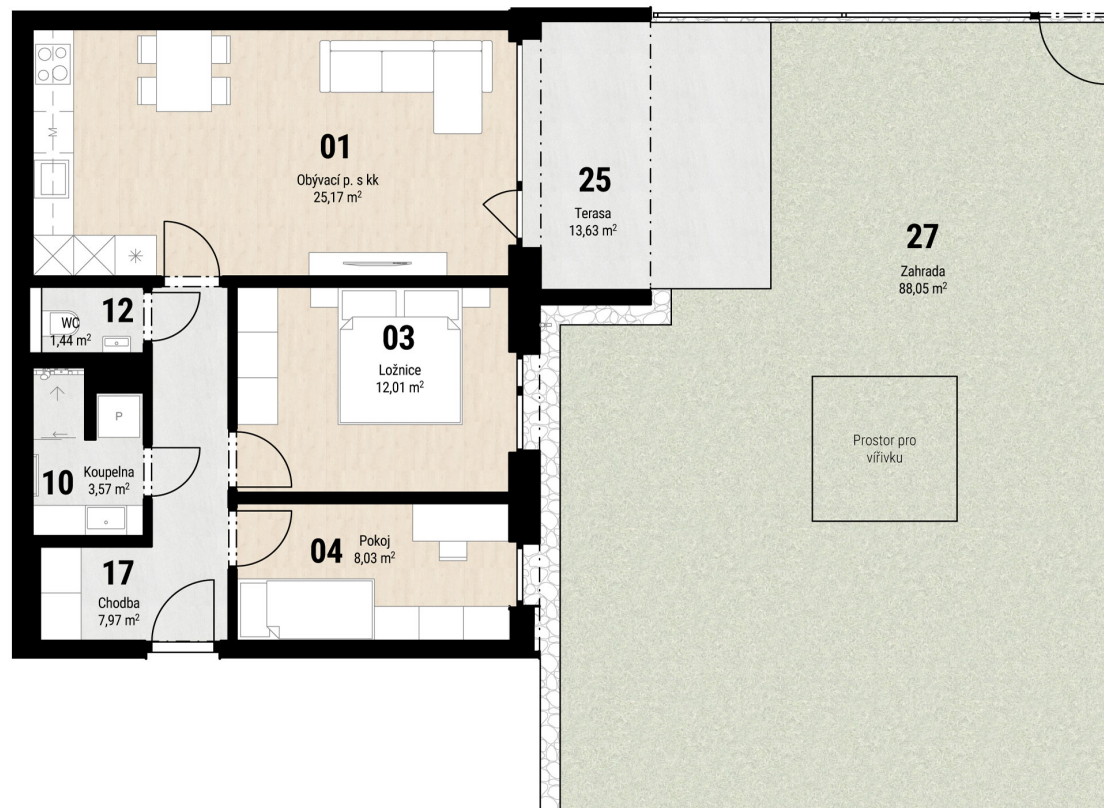 01
Obývací p. s kk
25,17 m²
M
25
Terasa
13,63 m²
27
Zahrada
88,05 m²
12
WC
1,44 m²
03
Ložnice
12,01 m²
P
10
Koupelna
3,57 m²
Prostor pro
vířivku
04
Pokoj
8,03 m²
17
Chodba
7,97 m²